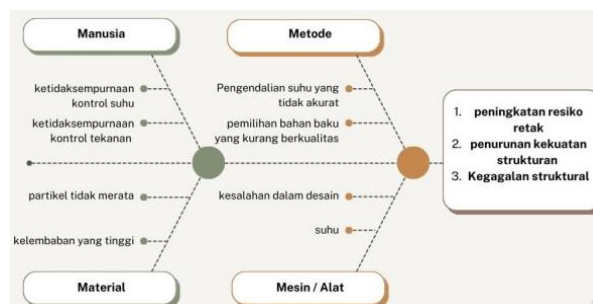 Manusia
Metode
ketidaksempurnaan
kontrol suhu
ketidaksempurnaan
kontrol tekanan
Pengendalian suhu yang
tidak akurat
pemilihan bahan baku
yang kurang berkualitas
1. peningkatan resiko
retak
2. penurunan kekuatan
strukturan
3. Kegagalan struktural
partikel tidak merata
kelembaban yang tinggi
kesalahan dalam desain
suhu
Material
Mesin / Alat